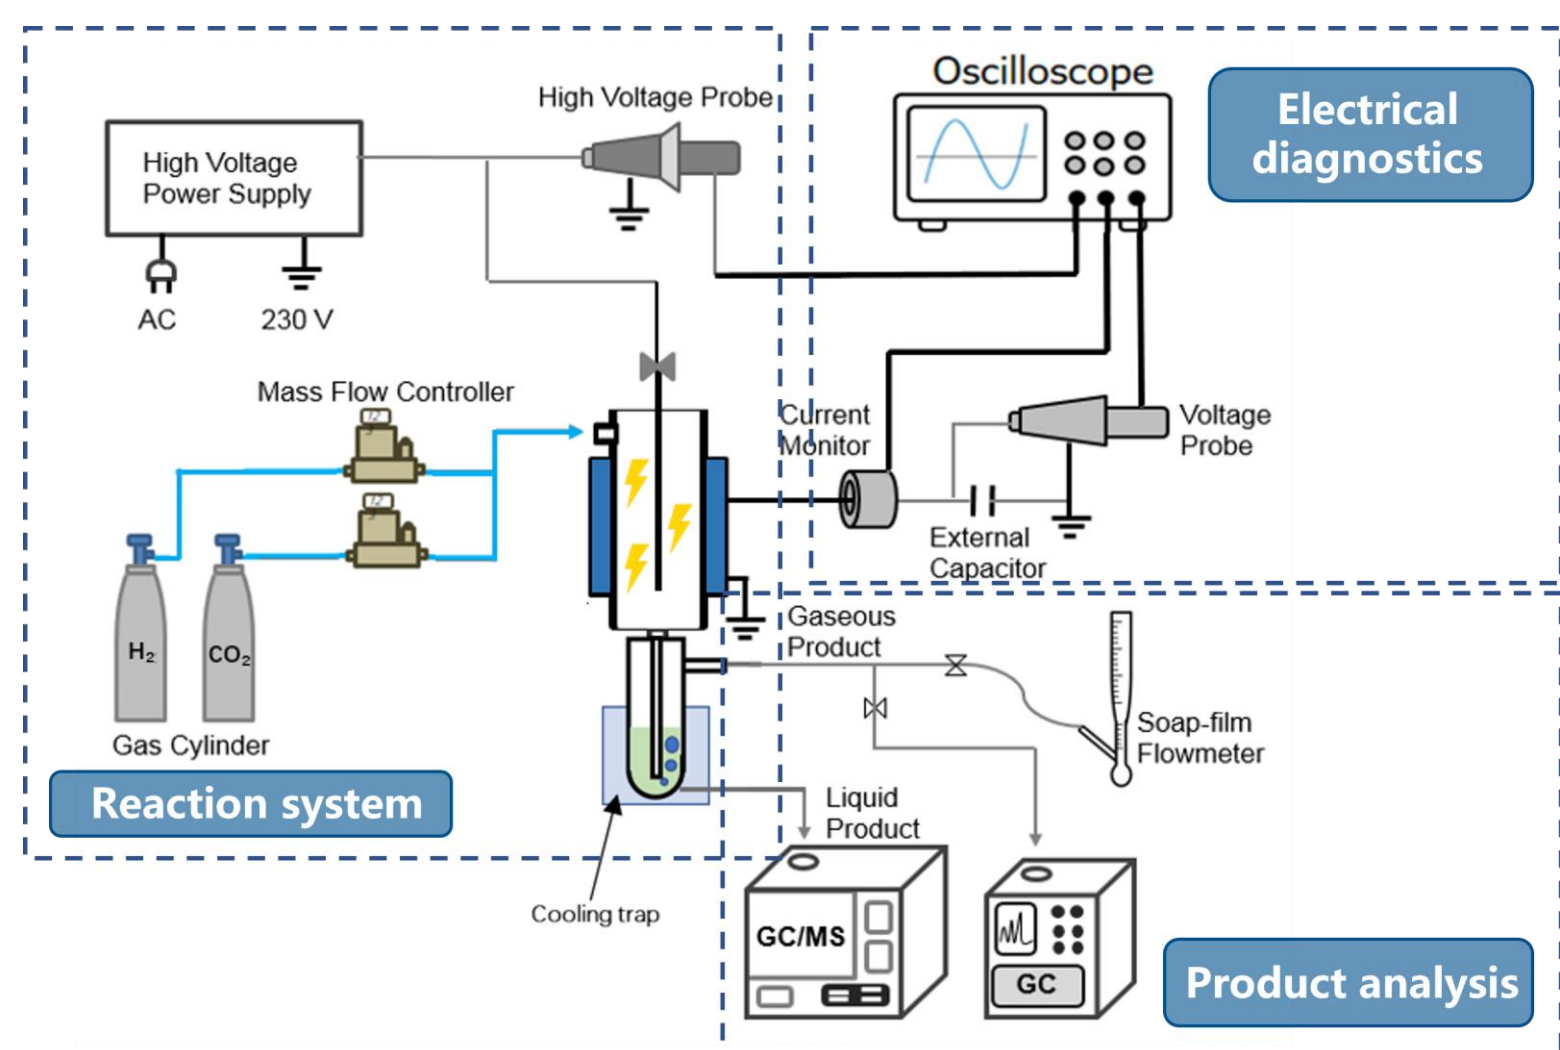 Oscilloscope
Electrical
diagnostics
High Voltage Probe
High Voltage
Power Supply
AC
230 V
Mass Flow Controller
Current
Monitor
Voltage
Probe
External
Capacitor
H₂
CO₂
Gas Cylinder
Reaction system
Gaseous
Product
Soap-film
Flowmeter
Liquid
Product
Cooling trap
GC/MS
GC
Product analysis